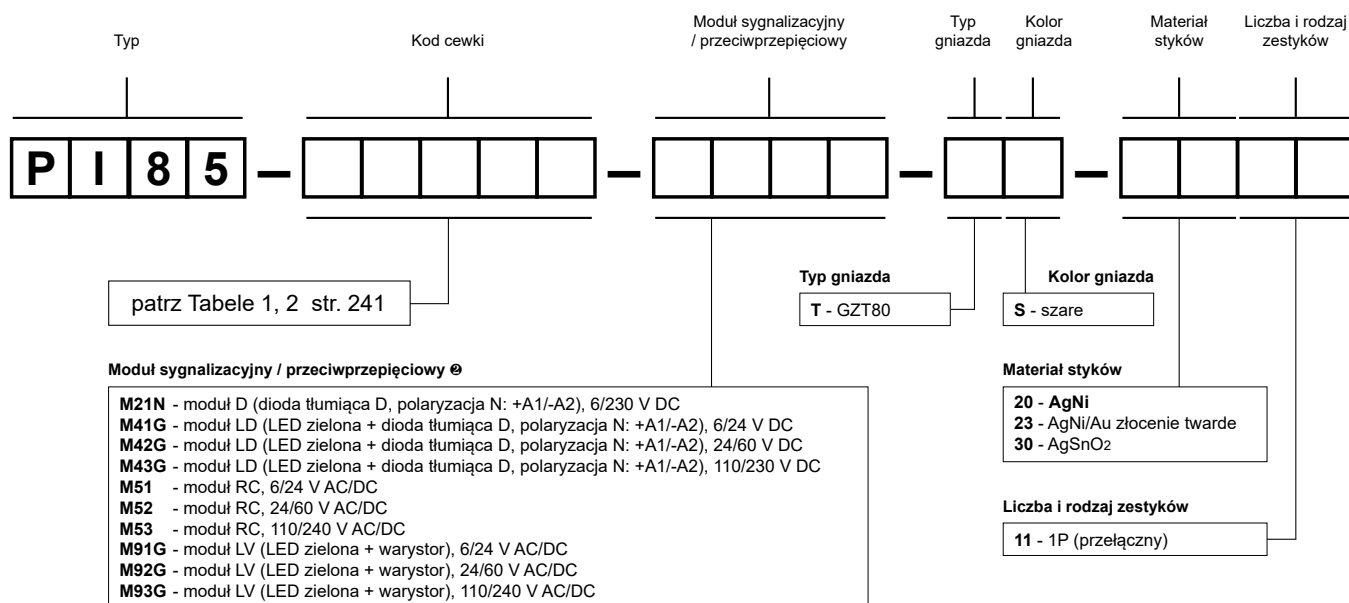 Typ
Kod cewki
Moduł sygnalizacyjny
/ przeciwprzepięciowy
Typ
gniazda
Kolor
gniazda
Materiał
styków
Liczba i rodzaj
zestyków
P I 8 5 – – – –
patrz Tabele 1, 2 str. 241
Typ gniazda
T - GZT80
Kolor gniazda
S - szare
Moduł sygnalizacyjny / przeciwprzepięciowy ❷
M21N - moduł D (dioda tłumiąca D, polaryzacja N: +A1/-A2), 6/230 V DC
M41G - moduł LD (LED zielona + dioda tłumiąca D, polaryzacja N: +A1/-A2), 6/24 V DC
M42G - moduł LD (LED zielona + dioda tłumiąca D, polaryzacja N: +A1/-A2), 24/60 V DC
M43G - moduł LD (LED zielona + dioda tłumiąca D, polaryzacja N: +A1/-A2), 110/230 V DC
M51 - moduł RC, 6/24 V AC/DC
M52 - moduł RC, 24/60 V AC/DC
M53 - moduł RC, 110/240 V AC/DC
M91G - moduł LV (LED zielona + warystor), 6/24 V AC/DC
M92G - moduł LV (LED zielona + warystor), 24/60 V AC/DC
M93G - moduł LV (LED zielona + warystor), 110/240 V AC/DC
Materiał styków
20 - AgNi
23 - AgNi/Au złocenie twarde
30 - AgSnO2
Liczba i rodzaj zestyków
11 - 1P (przełączny)